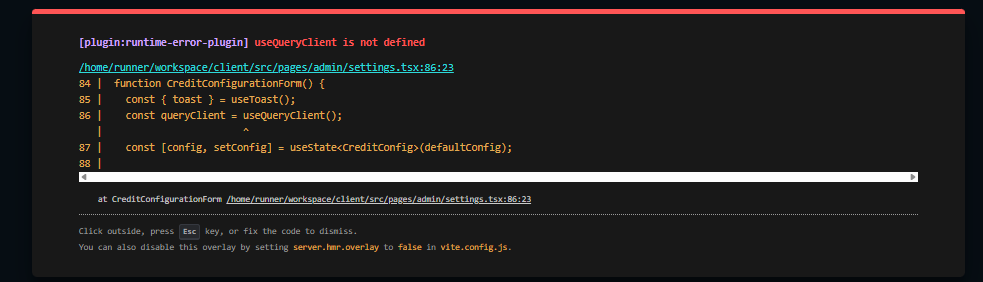 [plugin:runtime-error-plugin] useQueryClient is not defined
/home/runner/workspace/client/src/pages/admin/settings.tsx:86:23
84 | function CreditConfigurationForm() {
85 |   const { toast } = useToast();
86 |   const queryClient = useQueryClient();
   |                       ^
87 |   const [config, setConfig] = useState<CreditConfig>(defaultConfig);
88 |
at CreditConfigurationForm /home/runner/workspace/client/src/pages/admin/settings.tsx:86:23
Click outside, press Esc key, or fix the code to dismiss.
You can also disable this overlay by setting server.hmr.overlay to false in vite.config.js.